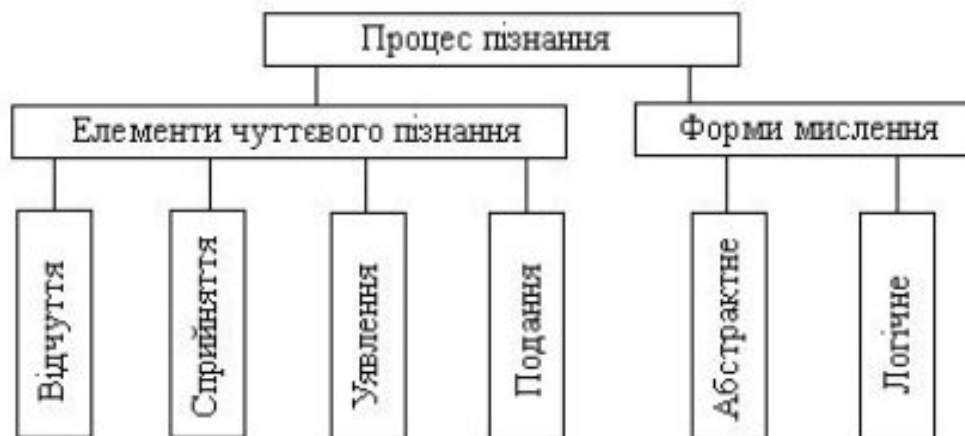 Процес пізнання
Елементи чуттєвого пізнання
Форми мислення
Відчуття
Сприйняття
Уявлення
Подання
Абстрактне
Логічне